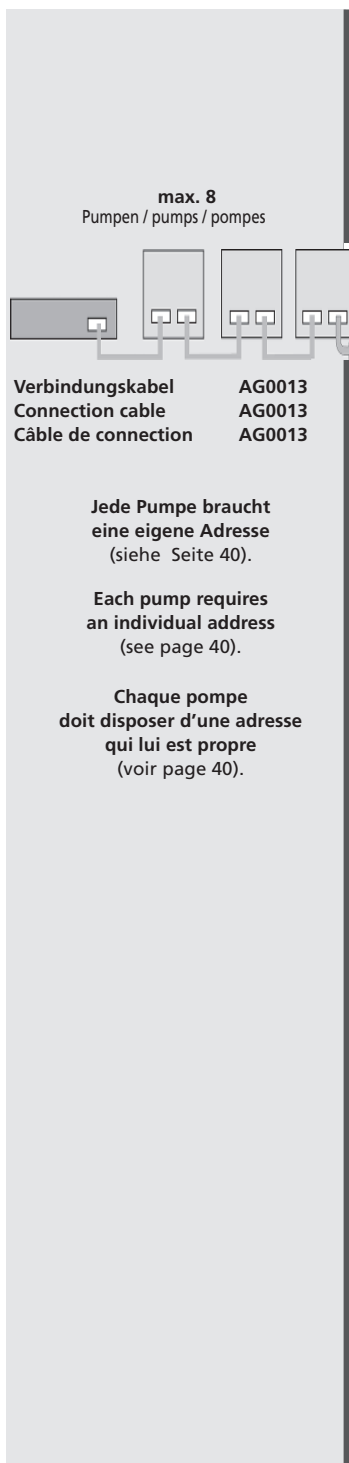 max. 8
Pumpen / pumps / pompes
Verbindungskabel AG0013
Connection cable AG0013
Câble de connection AG0013
Jede Pumpe braucht
eine eigene Adresse
(siehe Seite 40).
Each pump requires
an individual address
(see page 40).
Chaque pompe
doit disposer d'une adresse
qui lui est propre
(voir page 40).